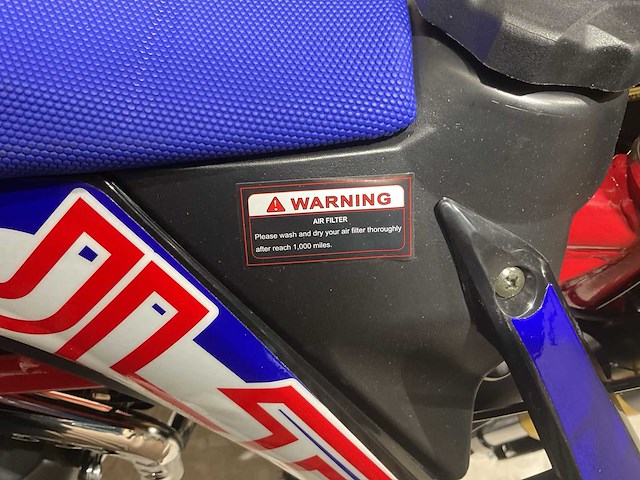 WARNING
AIR FILTER
Please wash and dry your air filter thoroughly
after reach 1,000 miles.